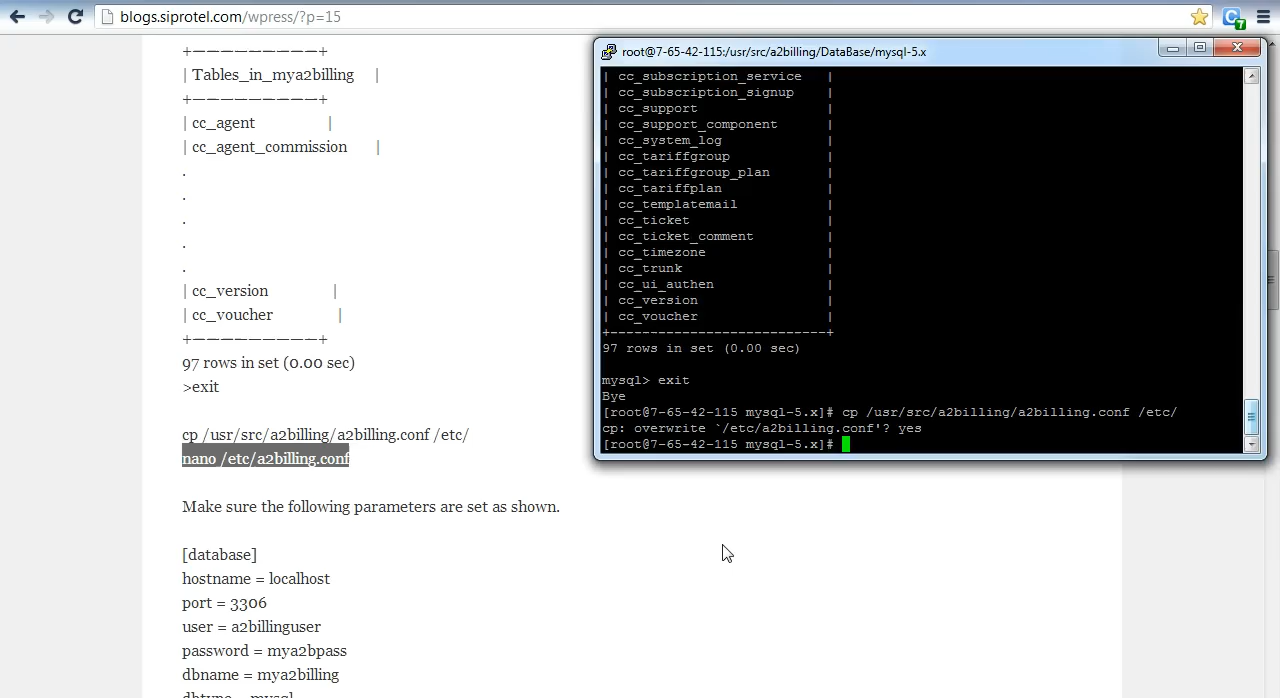 blogs.siprotel.com/wpress/?p=15
+—————————+
| Tables_in_mya2billing |
+—————————+
| cc_agent |
| cc_agent_commission |
.
.
.
.
.
| cc_version |
| cc_voucher |
+—————————+
97 rows in set (0.00 sec)
>exit
cp /usr/src/a2billing/a2billing.conf /etc/
nano /etc/a2billing.conf
Make sure the following parameters are set as shown.
[database]
hostname = localhost
port = 3306
user = a2billinguser
password = mya2bpass
dbname = mya2billing
dbtype = mysql
root@7-65-42-115:/usr/src/a2billing/DataBase/mysql-5.x
| cc_subscription_service |
| cc_subscription_signup |
| cc_support |
| cc_support_component |
| cc_system_log |
| cc_tariffgroup |
| cc_tariffgroup_plan |
| cc_tariffplan |
| cc_templatemail |
| cc_ticket |
| cc_ticket_comment |
| cc_timezone |
| cc_trunk |
| cc_ui_authen |
| cc_version |
| cc_voucher |
+---------------------------+
97 rows in set (0.00 sec)
mysql> exit
Bye
[root@7-65-42-115 mysql-5.x]# cp /usr/src/a2billing/a2billing.conf /etc/
cp: overwrite `/etc/a2billing.conf'? yes
[root@7-65-42-115 mysql-5.x]#